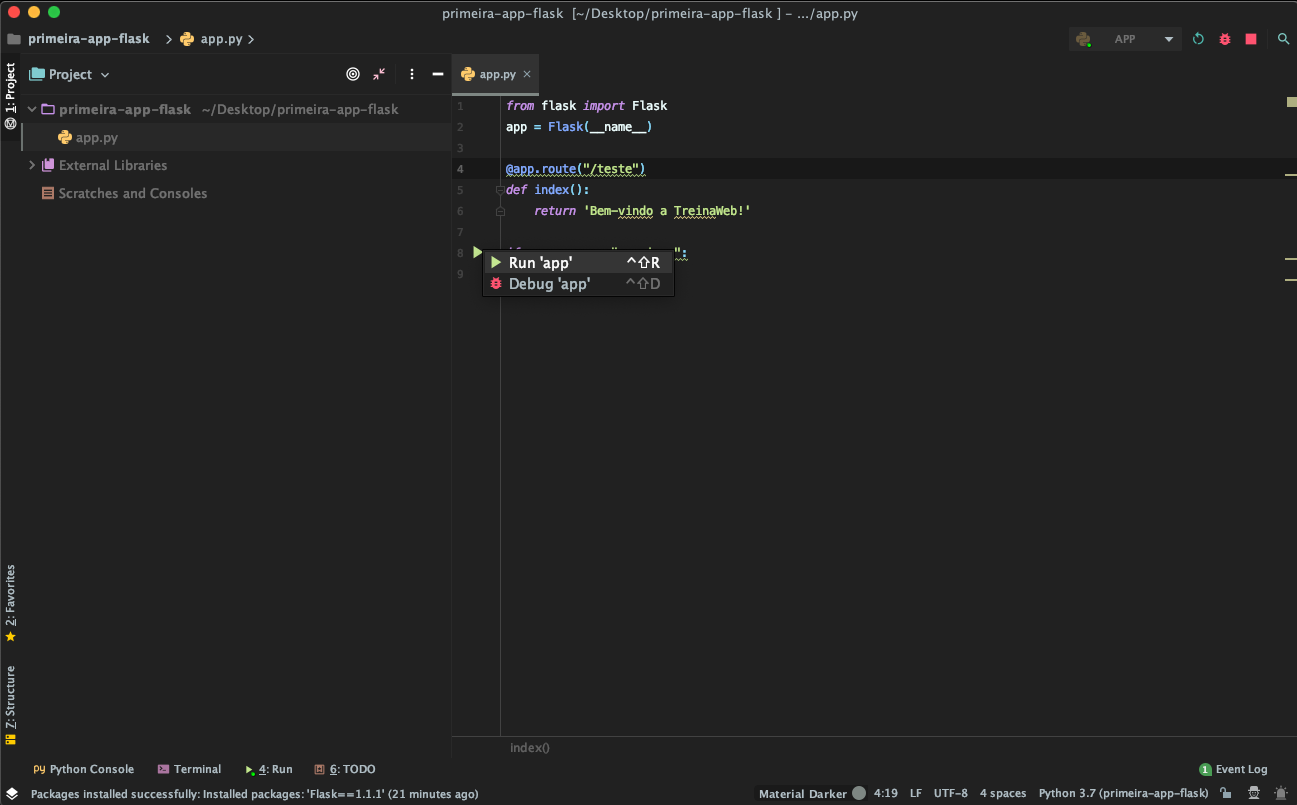 primeira-app-flask [~/Desktop/primeira-app-flask ] – .../app.py
primeira-app-flask > app.py >
APP
1: Project
Project
app.py ×
primeira-app-flask ~/Desktop/primeira-app-flask
app.py
External Libraries
Scratches and Consoles
1 from flask import Flask
2 app = Flask(__name__)
3
4 @app.route("/teste")
5 def index():
6 return 'Bem-vindo a TreinaWeb!'
7
8 ":
9
Run 'app' ^⇧R
Debug 'app' ^⇧D
2: Favorites
Z: Structure
index()
Python Console
Terminal
4: Run
6: TODO
1 Event Log
Packages installed successfully: Installed packages: 'Flask==1.1.1' (21 minutes ago)
Material Darker
4:19 LF UTF-8 4 spaces Python 3.7 (primeira-app-flask)